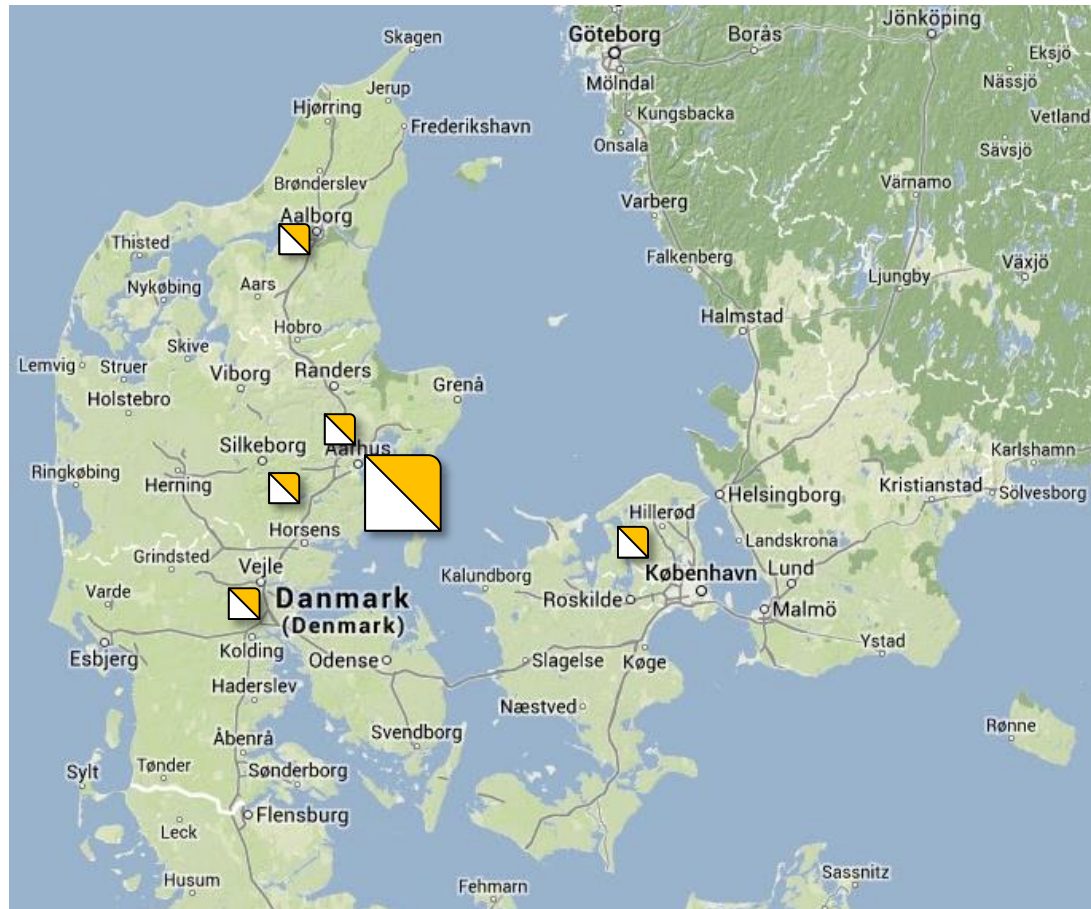 Skagen
Göteborg
Borås
Jönköping
Eksjö
Mölndal
Nässjö
Jerup
Hjørring
Kungsbacka
Vetland
Frederikshavn
Onsala
Sävsjö
Brønderslev
Värnamo
Varberg
Aalborg
Thisted
Falkenberg
Växjö
Ljungby
Nykøbing
Aars
Halmstad
Hobro
Skive
Lemvig
Struer
Viborg
Randers
Grenå
Holstebro
Silkeborg
Aarhus
Karlshamn
Ringkøbing
Herning
Kristianstad
Sölvesborg
Helsingborg
Hillerød
Horsens
Landskrona
Grindsted
Vejle
Kalundborg
København
Lund
Varde
Danmark
(Denmark)
Roskilde
Malmö
Esbjerg
Kolding
Odense
Slagelse
Køge
Ystad
Haderslev
Næstved
Rønne
Svendborg
Åbenrå
Sylt
Tønder
Sønderborg
Flensburg
Leck
Sassnitz
Husum
Fehmarn